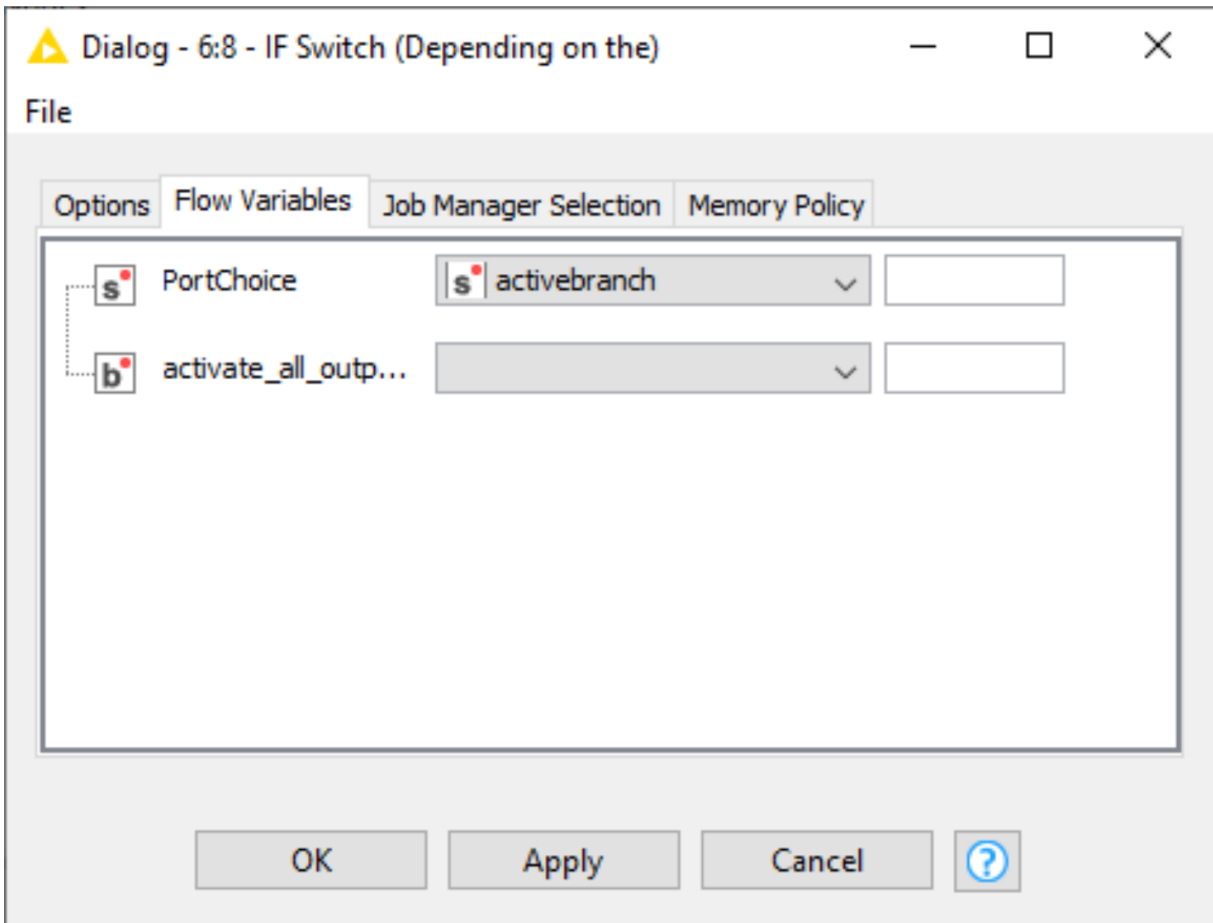 Dialog - 6:8 - IF Switch (Depending on the)
File
Options Flow Variables Job Manager Selection Memory Policy
s PortChoice s activebranch
b activate_all_outp...
OK Apply Cancel ?